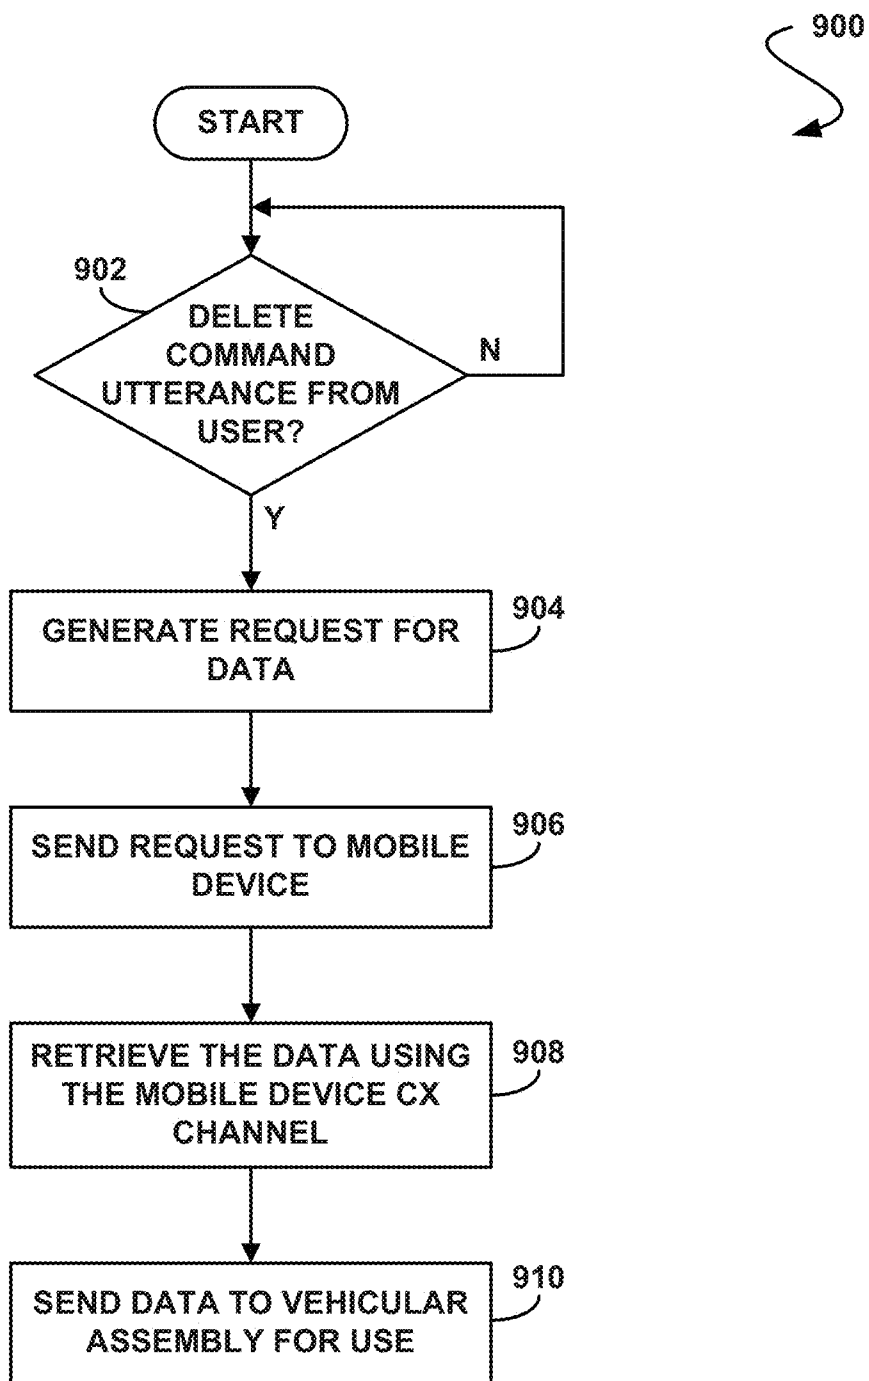 900
START
902
DELETE
COMMAND
UTTERANCE FROM
USER?
N
Y
904
GENERATE REQUEST FOR
DATA
906
SEND REQUEST TO MOBILE
DEVICE
908
RETRIEVE THE DATA USING
THE MOBILE DEVICE CX
CHANNEL
910
SEND DATA TO VEHICULAR
ASSEMBLY FOR USE